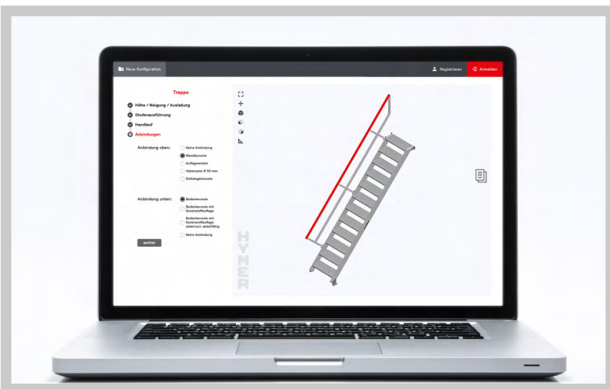 Neue Konfiguration
Registrieren
Anmelden
Treppe
Höhe / Neigung / Ausladung
Stufenausführung
Handlauf
Anbindungen
Anbindung oben:
Keine Anbindung
Wandkonsole
Auflagewinkel
Hakenöse Ø 50 mm
Einhängekonsole
Anbindung unten:
Bodenkonsole
Bodenkonsole mit
Kunststoffauflage
Bodenkonsole mit
Kunststoffauflage
elektrisch ableitfähig
Keine Anbindung
weiter
HYMER